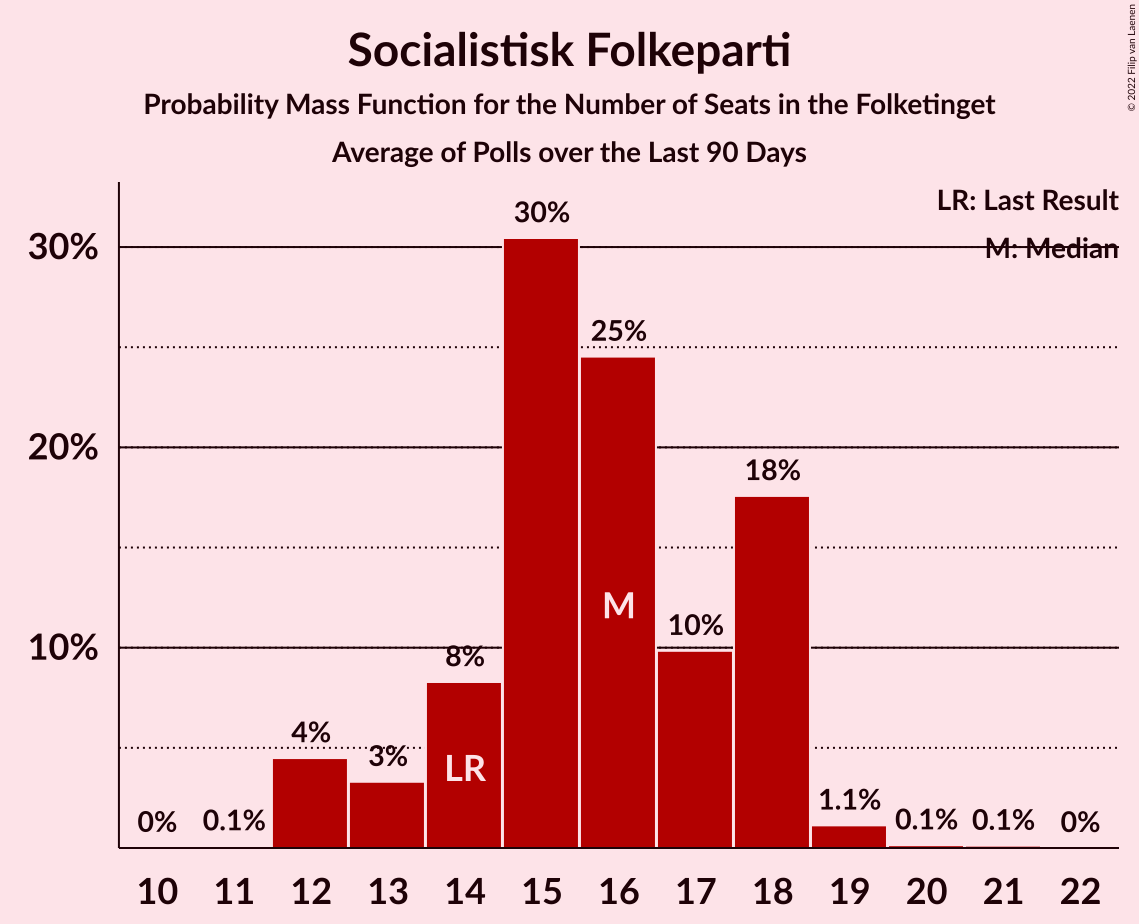 Socialistisk Folkeparti
Probability Mass Function for the Number of Seats in the Folketinget
Average of Polls over the Last 90 Days
© 2022 Filip van Laenen
LR: Last Result
M: Median
30%
20%
10%
0%
0.1%
4%
3%
8%
30%
25%
10%
18%
1.1%
0.1%
0.1%
0%
LR
M
10 11 12 13 14 15 16 17 18 19 20 21 22